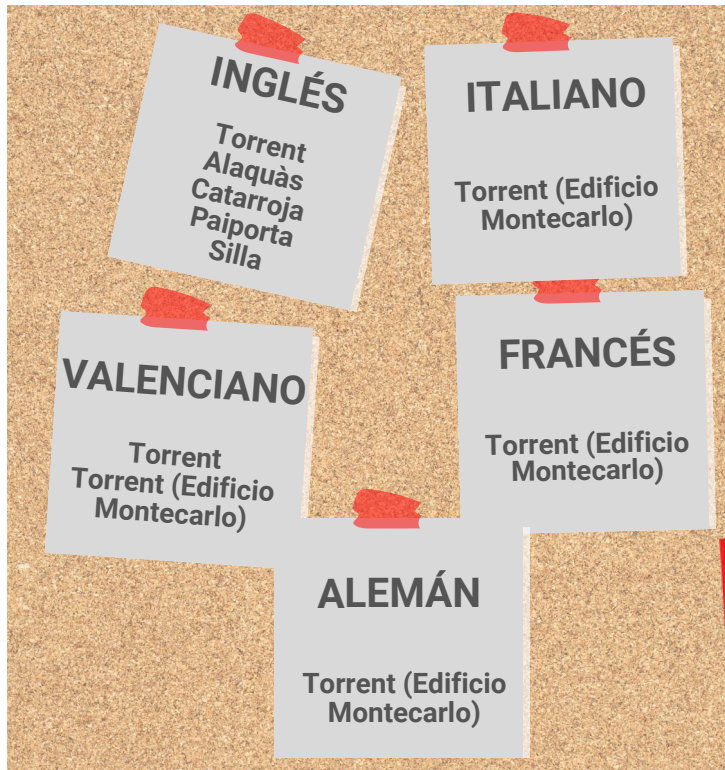 INGLÉS
Torrent
Alaquàs
Catarroja
Paiporta
Silla
ITALIANO
Torrent (Edificio
Montecarlo)
VALENCIANO
Torrent
Torrent (Edificio
Montecarlo)
FRANCÉS
Torrent (Edificio
Montecarlo)
ALEMÁN
Torrent (Edificio
Montecarlo)